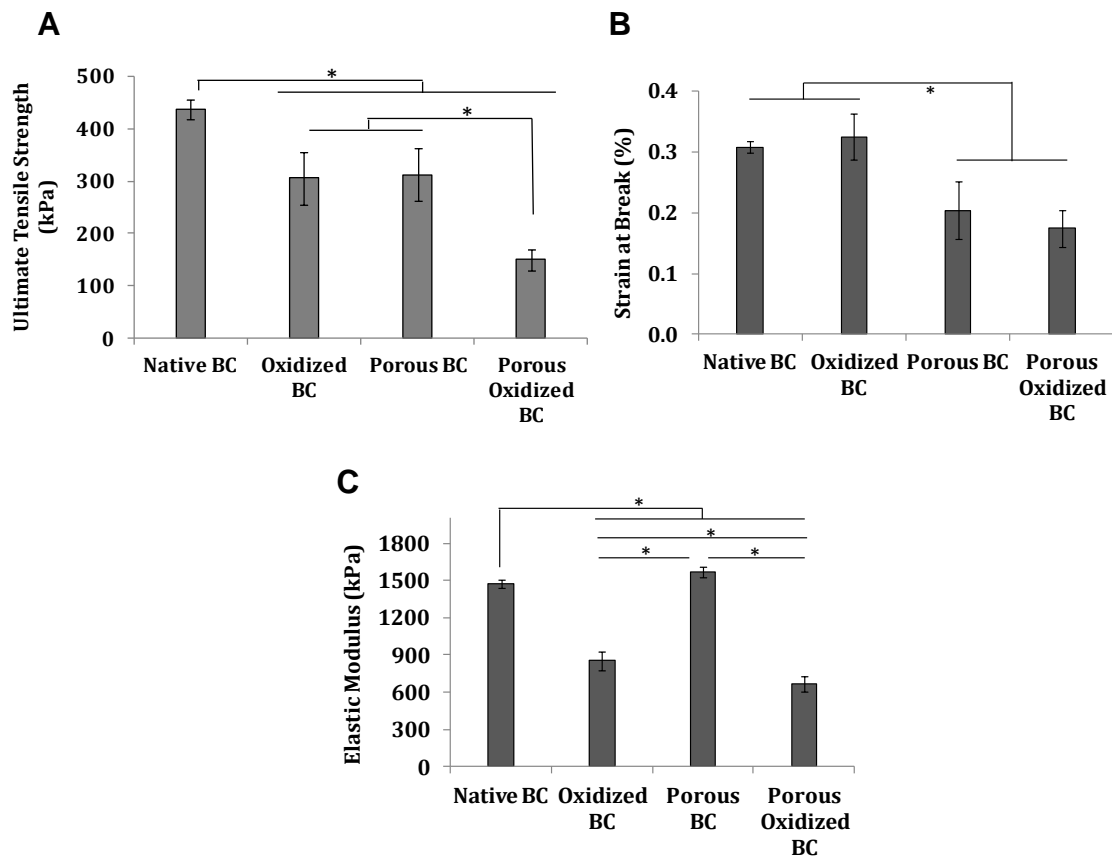 A
Ultimate Tensile Strength
(kPa)
500
400
300
200
100
0
*
*
Native BC
Oxidized
BC
Porous BC
Porous
Oxidized
BC
B
Strain at Break (%)
0.4
0.3
0.2
0.1
0.0
*
Native BC
Oxidized
BC
Porous BC
Porous
Oxidized
BC
C
Elastic Modulus (kPa)
1800
1500
1200
900
600
300
0
*
*
*
*
Native BC
Oxidized
BC
Porous
BC
Porous
Oxidized
BC